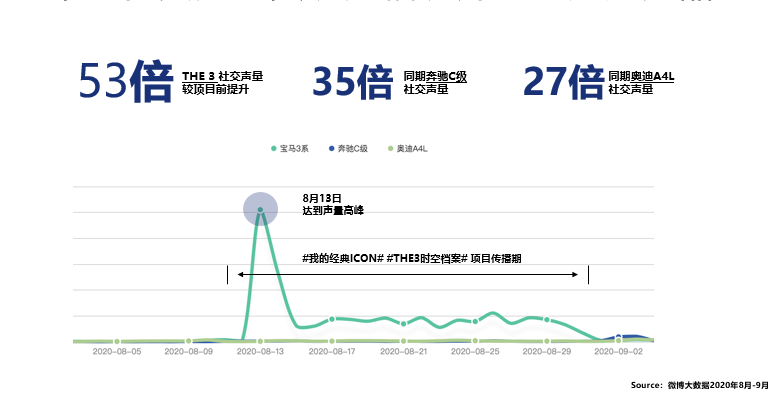 53倍 THE 3 社交声量
较项目前提升
35倍 同期奔驰C级
社交声量
27倍 同期奥迪A4L
社交声量
宝马3系 奔驰C级 奥迪A4L
8月13日
达到声量高峰
#我的经典ICON# #THE3时空档案# 项目传播期
2020-08-05 2020-08-09 2020-08-13 2020-08-17 2020-08-21 2020-08-25 2020-08-29 2020-09-02
Source：微博大数据2020年8月-9月